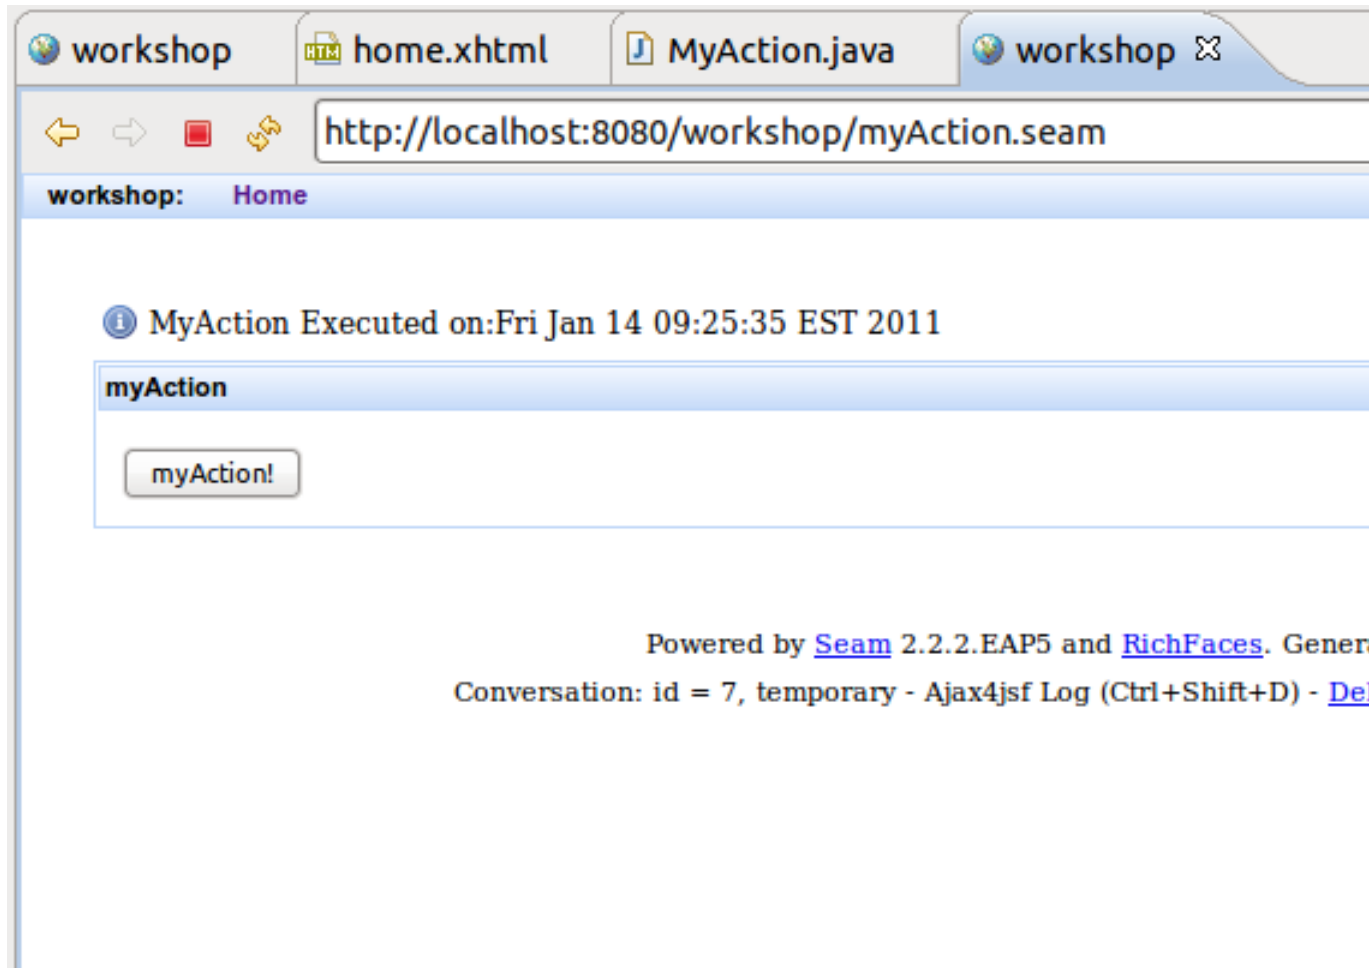 workshop home.xhtml MyAction.java workshop
http://localhost:8080/workshop/myAction.seam
workshop: Home
MyAction Executed on:Fri Jan 14 09:25:35 EST 2011
myAction
myAction!
Powered by Seam 2.2.2.EAP5 and RichFaces.
Conversation: id = 7, temporary - Ajax4jsf Log (Ctrl+Shift+D) -